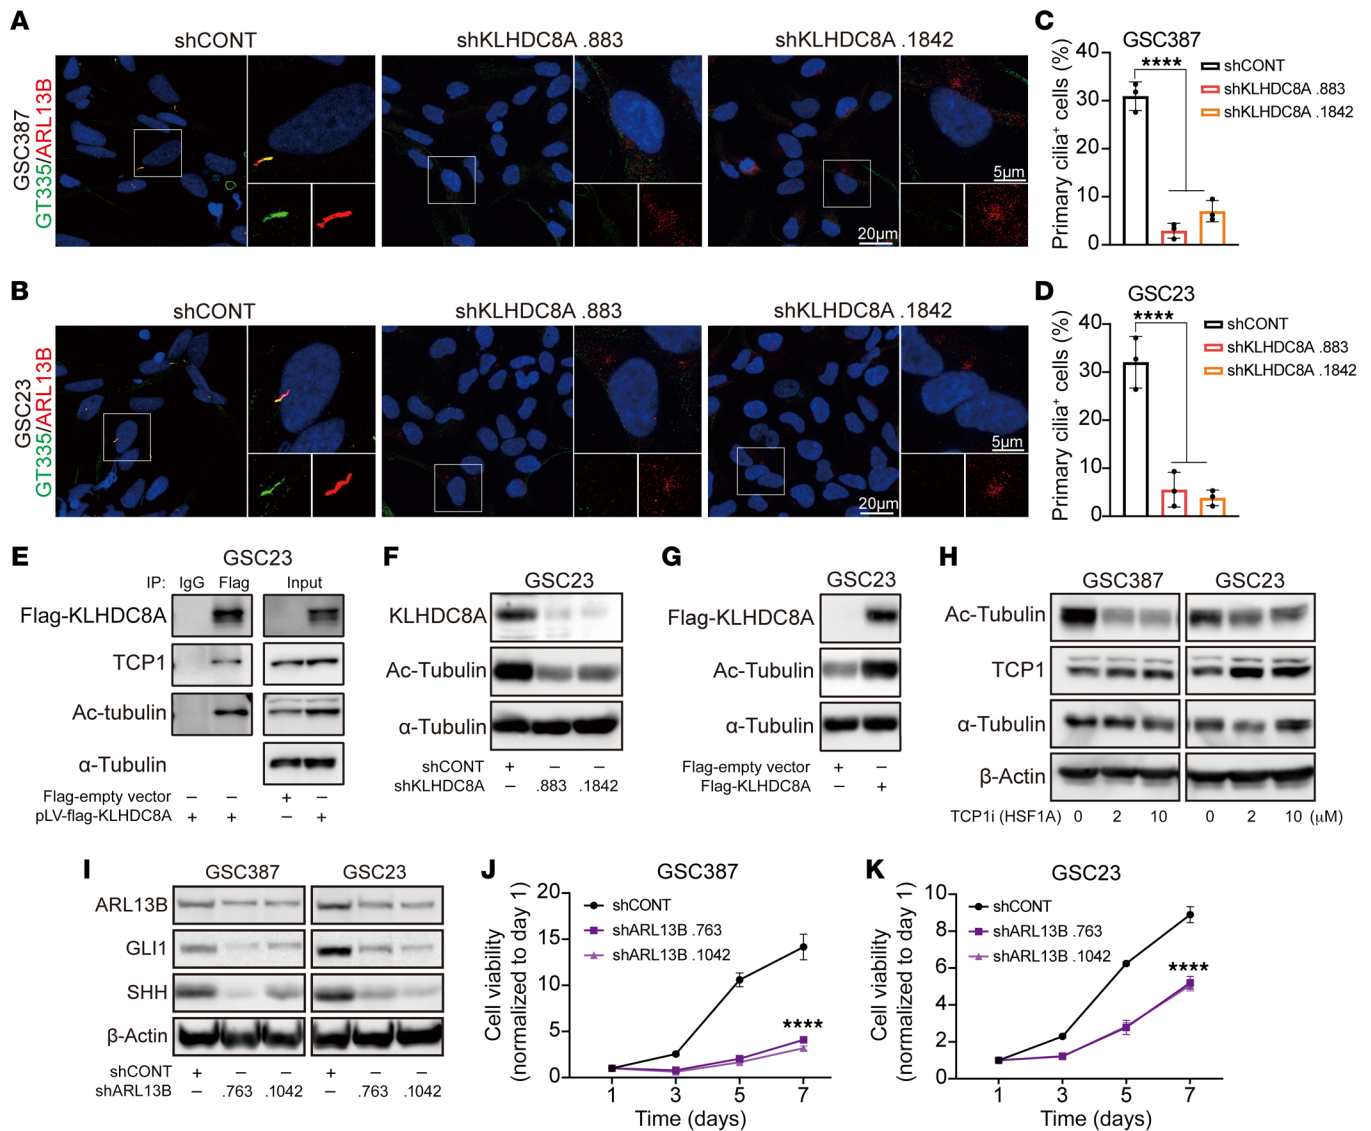 A
shCONT
shKLHDC8A .883
shKLHDC8A .1842
GSC387
GT335/ARL13B
5μm
20μm
C
GSC387
Primary cilia+ cells (%)
40
30
20
10
0
****
shCONT
shKLHDC8A .883
shKLHDC8A .1842
B
shCONT
shKLHDC8A .883
shKLHDC8A .1842
GSC23
GT335/ARL13B
5μm
20μm
D
GSC23
Primary cilia+ cells (%)
40
30
20
10
0
****
shCONT
shKLHDC8A .883
shKLHDC8A .1842
E
GSC23
IP: IgG Flag Input
Flag-KLHDC8A
TCP1
Ac-tubulin
α-Tubulin
Flag-empty vector − − + −
pLV-flag-KLHDC8A + + − +
F
GSC23
KLHDC8A
Ac-Tubulin
α-Tubulin
shCONT + − −
shKLHDC8A − .883 .1842
G
GSC23
Flag-KLHDC8A
Ac-Tubulin
α-Tubulin
Flag-empty vector + −
Flag-KLHDC8A − +
H
GSC387 GSC23
Ac-Tubulin
TCP1
α-Tubulin
β-Actin
TCP1i (HSF1A) 0 2 10 0 2 10 (μM)
I
GSC387 GSC23
ARL13B
GLI1
SHH
β-Actin
shCONT + − − + − −
shARL13B − .763 .1042 − .763 .1042
J
GSC387
Cell viability
(normalized to day 1)
20
15
10
5
0
shCONT
shARL13B .763
shARL13B .1042
****
1 3 5 7
Time (days)
K
GSC23
Cell viability
(normalized to day 1)
10
8
6
4
2
0
shCONT
shARL13B .763
shARL13B .1042
****
1 3 5 7
Time (days)